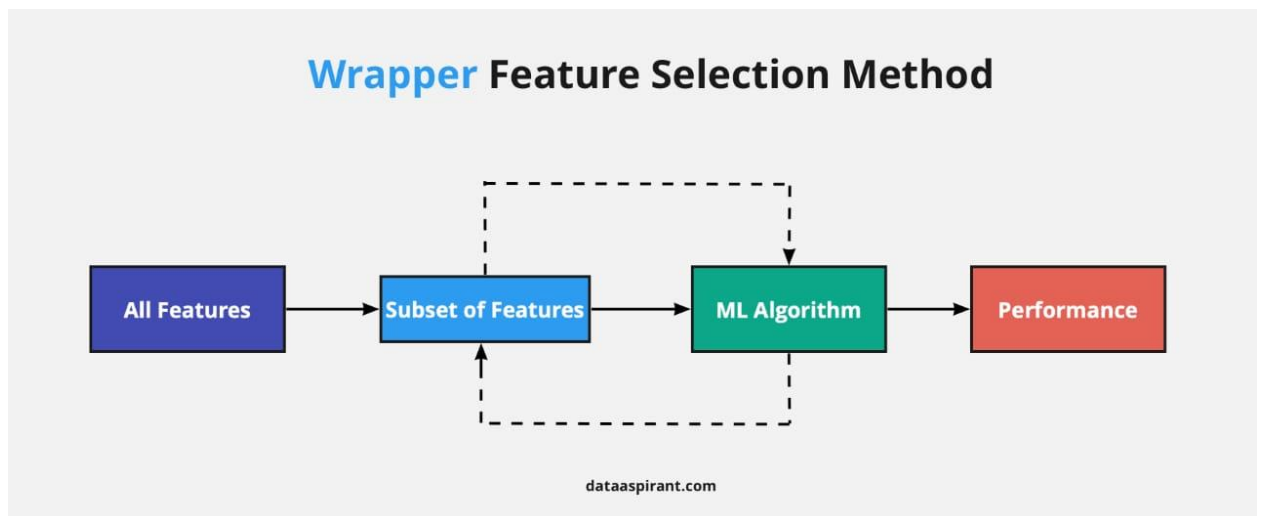 Wrapper Feature Selection Method
All Features
Subset of Features
ML Algorithm
Performance
dataaspirant.com